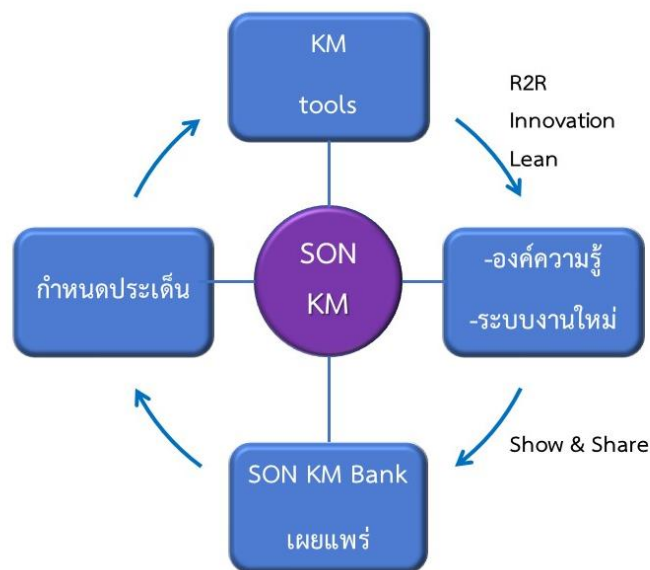 KM
tools
R2R
Innovation
Lean
กำหนดประเด็น
SON
KM
-องค์ความรู้
-ระบบงานใหม่
Show & Share
SON KM Bank
เผยแพร่